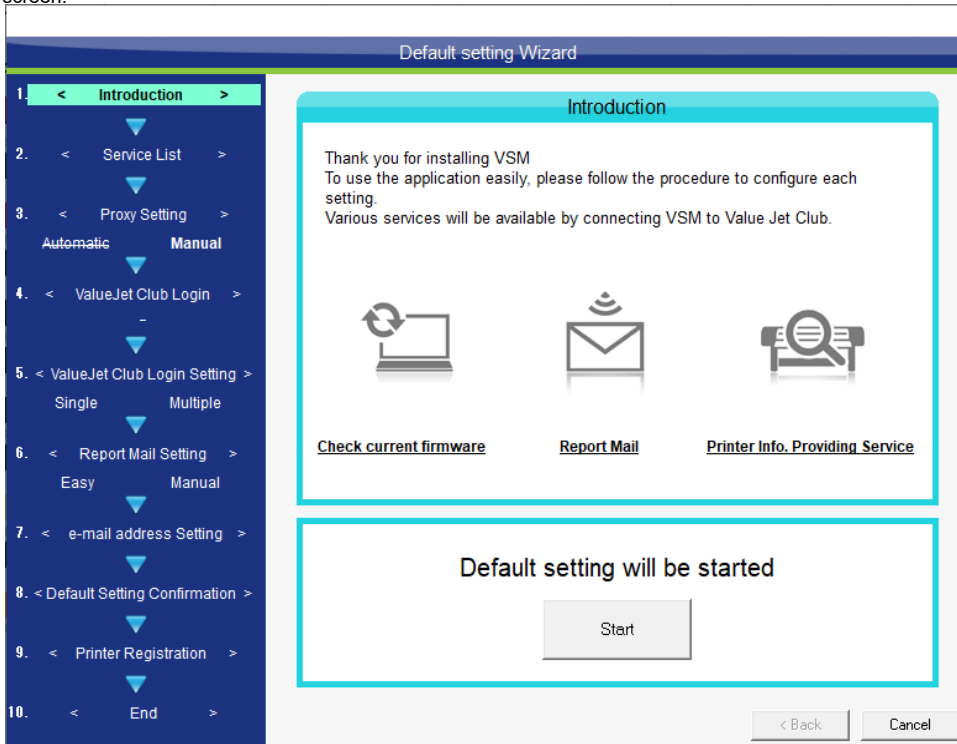 screen.
Default setting Wizard
1. < Introduction >
2. < Service List >
3. < Proxy Setting >
Automatic Manual
4. < ValueJet Club Login >
–
5. < ValueJet Club Login Setting >
Single Multiple
6. < Report Mail Setting >
Easy Manual
7. < e-mail address Setting >
8. < Default Setting Confirmation >
9. < Printer Registration >
10. < End >
Introduction
Thank you for installing VSM
To use the application easily, please follow the procedure to configure each
setting.
Various services will be available by connecting VSM to Value Jet Club.
Check current firmware Report Mail Printer Info. Providing Service
Default setting will be started
Start
< Back Cancel